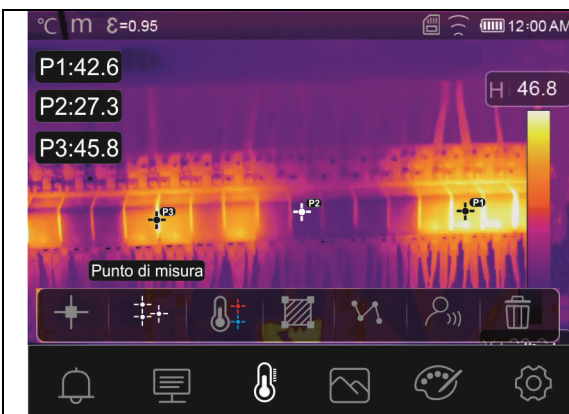 °C m ε=0.95 12:00 AM
P1:42.6
H 46.8
P2:27.3
P3:45.8
P3
P2
P1
Punto di misura